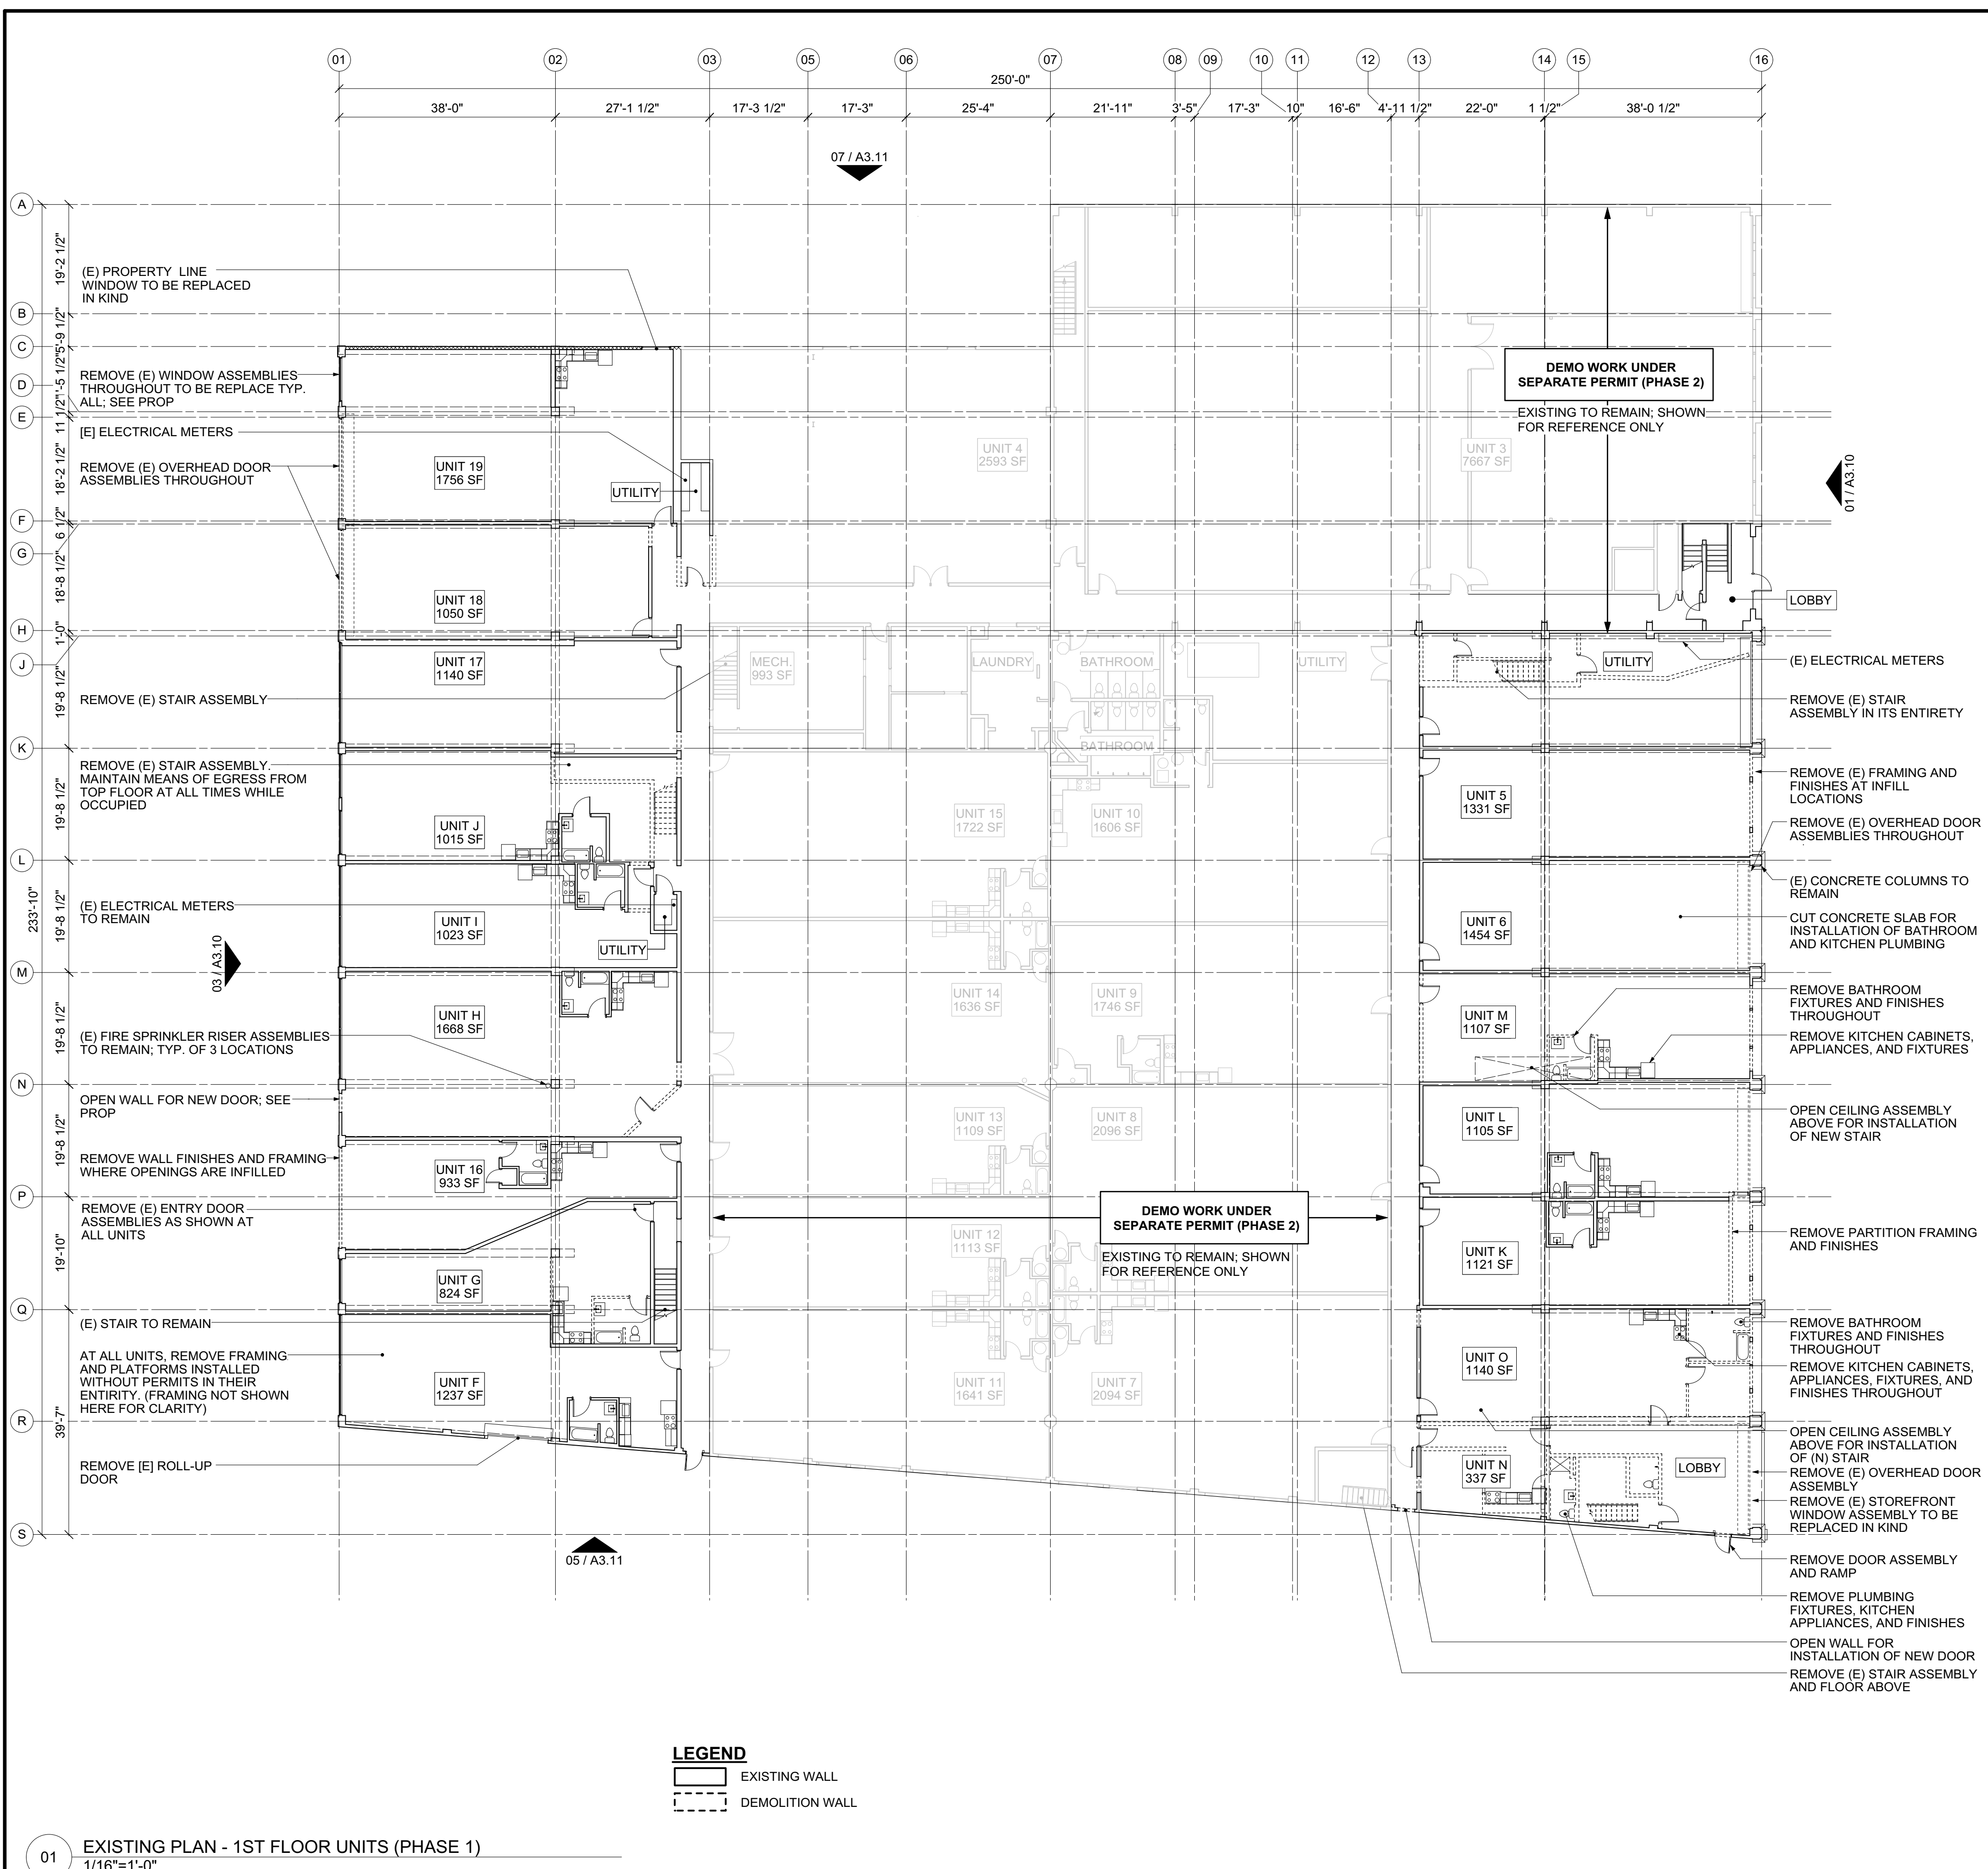 01
02
03
05
06
07
08
09
10
11
12
13
14
15
16
250'-0"
38'-0"
27'-1 1/2"
17'-3 1/2"
17'-3"
25'-4"
21'-11"
3'-5"
17'-3"
10"
16'-6"
4'-11 1/2"
22'-0"
1 1/2"
38'-0 1/2"
07 / A3.11
A
B
C
D
E
F
G
H
J
K
L
M
N
P
Q
R
S
19'-2 1/2"
5'-9 1/2"
11 1/2"
18'-2 1/2"
6 1/2"
18'-8 1/2"
1'-0"
19'-8 1/2"
19'-8 1/2"
19'-8 1/2"
19'-8 1/2"
19'-8 1/2"
19'-10"
39'-7"
233'-10"
(E) PROPERTY LINE
WINDOW TO BE REPLACED
IN KIND
REMOVE (E) WINDOW ASSEMBLIES
THROUGHOUT TO BE REPLACE TYP.
ALL; SEE PROP
[E] ELECTRICAL METERS
REMOVE (E) OVERHEAD DOOR
ASSEMBLIES THROUGHOUT
REMOVE (E) STAIR ASSEMBLY
REMOVE (E) STAIR ASSEMBLY.
MAINTAIN MEANS OF EGRESS FROM
TOP FLOOR AT ALL TIMES WHILE
OCCUPIED
(E) ELECTRICAL METERS
TO REMAIN
03 / A3.10
(E) FIRE SPRINKLER RISER ASSEMBLIES
TO REMAIN; TYP. OF 3 LOCATIONS
OPEN WALL FOR NEW DOOR; SEE
PROP
REMOVE WALL FINISHES AND FRAMING
WHERE OPENINGS ARE INFILLED
REMOVE (E) ENTRY DOOR
ASSEMBLIES AS SHOWN AT
ALL UNITS
(E) STAIR TO REMAIN
AT ALL UNITS, REMOVE FRAMING
AND PLATFORMS INSTALLED
WITHOUT PERMITS IN THEIR
ENTIRITY. (FRAMING NOT SHOWN
HERE FOR CLARITY)
REMOVE [E] ROLL-UP
DOOR
UNIT 19
1756 SF
UTILITY
UNIT 18
1050 SF
UNIT 17
1140 SF
UNIT J
1015 SF
UNIT I
1023 SF
UTILITY
UNIT H
1668 SF
UNIT 16
933 SF
UNIT G
824 SF
UNIT F
1237 SF
05 / A3.11
UNIT 4
2593 SF
UNIT 3
7667 SF
MECH.
993 SF
LAUNDRY
BATHROOM
BATHROOM
UTILITY
UNIT 15
1722 SF
UNIT 10
1606 SF
UNIT 14
1636 SF
UNIT 9
1746 SF
UNIT 13
1109 SF
UNIT 8
2096 SF
UNIT 12
1113 SF
UNIT 11
1641 SF
UNIT 7
2094 SF
DEMO WORK UNDER
SEPARATE PERMIT (PHASE 2)
EXISTING TO REMAIN; SHOWN
FOR REFERENCE ONLY
DEMO WORK UNDER
SEPARATE PERMIT (PHASE 2)
EXISTING TO REMAIN; SHOWN
FOR REFERENCE ONLY
01 / A3.10
LOBBY
UTILITY
UNIT 5
1331 SF
UNIT 6
1454 SF
UNIT M
1107 SF
UNIT L
1105 SF
UNIT K
1121 SF
UNIT O
1140 SF
UNIT N
337 SF
LOBBY
(E) ELECTRICAL METERS
REMOVE (E) STAIR
ASSEMBLY IN ITS ENTIRETY
REMOVE (E) FRAMING AND
FINISHES AT INFILL
LOCATIONS
REMOVE (E) OVERHEAD DOOR
ASSEMBLIES THROUGHOUT
(E) CONCRETE COLUMNS TO
REMAIN
CUT CONCRETE SLAB FOR
INSTALLATION OF BATHROOM
AND KITCHEN PLUMBING
REMOVE BATHROOM
FIXTURES AND FINISHES
THROUGHOUT
REMOVE KITCHEN CABINETS,
APPLIANCES, AND FIXTURES
OPEN CEILING ASSEMBLY
ABOVE FOR INSTALLATION
OF NEW STAIR
REMOVE PARTITION FRAMING
AND FINISHES
REMOVE BATHROOM
FIXTURES AND FINISHES
THROUGHOUT
REMOVE KITCHEN CABINETS,
APPLIANCES, FIXTURES, AND
FINISHES THROUGHOUT
OPEN CEILING ASSEMBLY
ABOVE FOR INSTALLATION
OF (N) STAIR
REMOVE (E) OVERHEAD DOOR
ASSEMBLY
REMOVE (E) STOREFRONT
WINDOW ASSEMBLY TO BE
REPLACED IN KIND
REMOVE DOOR ASSEMBLY
AND RAMP
REMOVE PLUMBING
FIXTURES, KITCHEN
APPLIANCES, AND FINISHES
OPEN WALL FOR
INSTALLATION OF NEW DOOR
REMOVE (E) STAIR ASSEMBLY
AND FLOOR ABOVE
LEGEND
EXISTING WALL
DEMOLITION WALL
01
EXISTING PLAN - 1ST FLOOR UNITS (PHASE 1)
1/16"=1'-0"